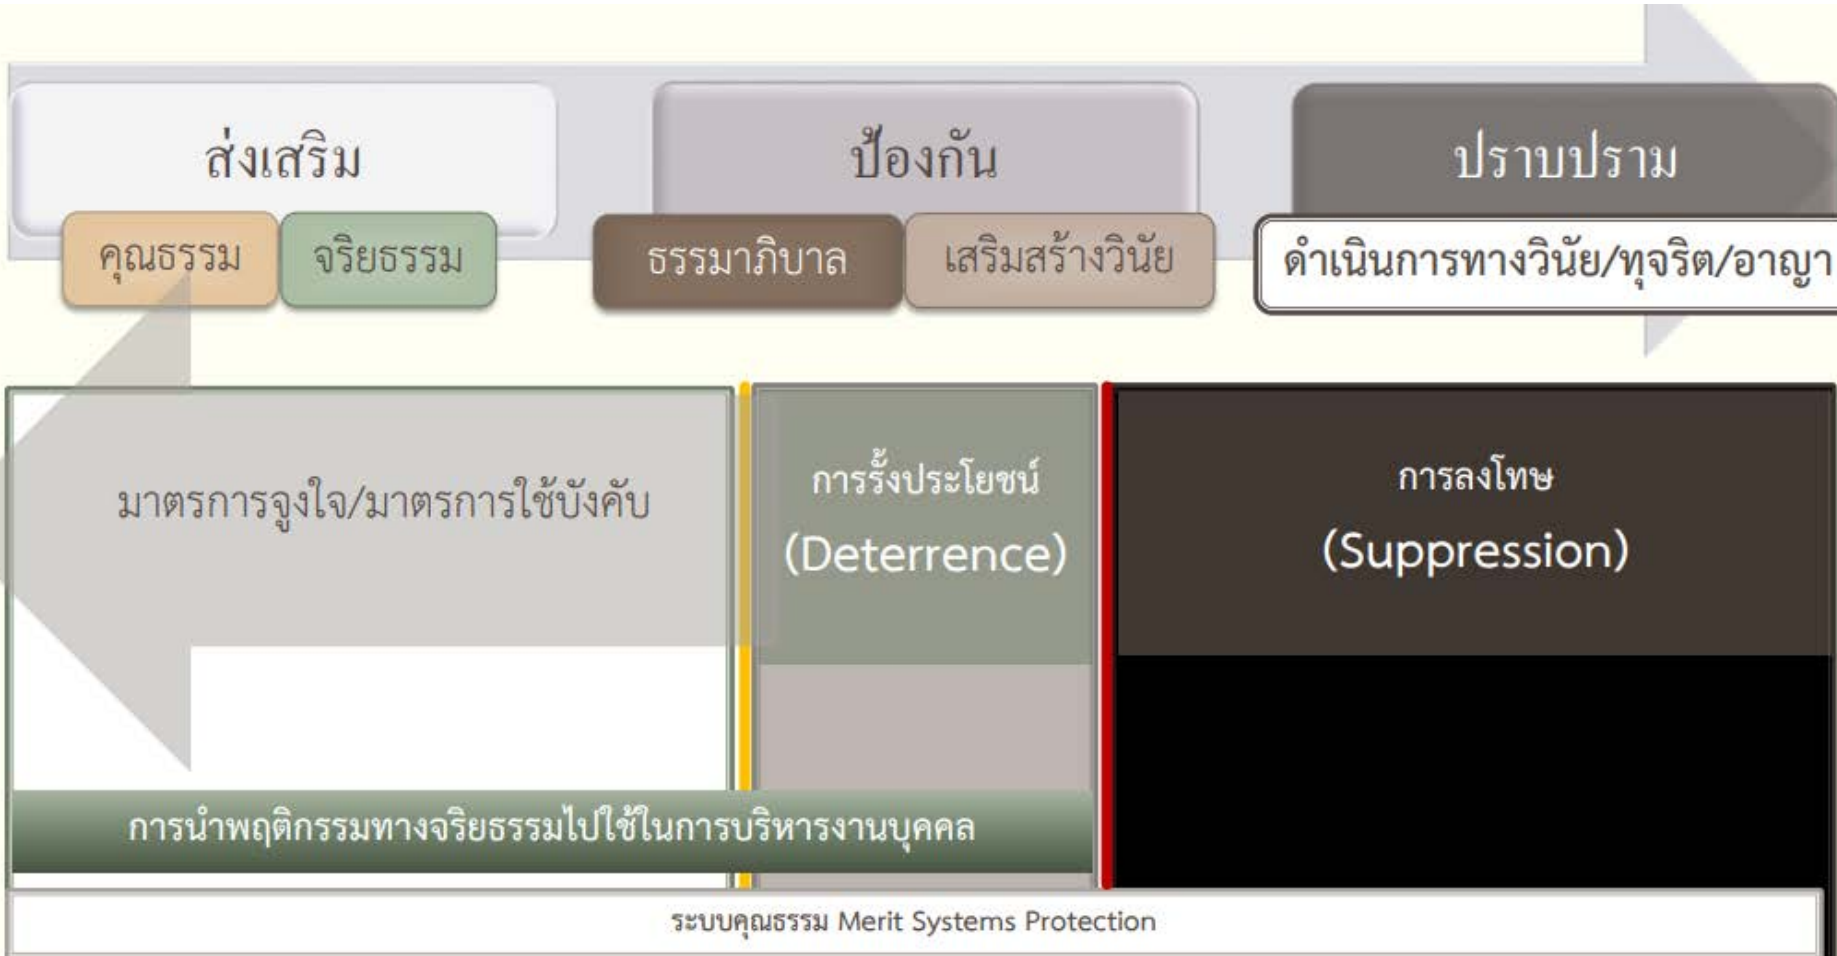 ส่งเสริม
ป้องกัน
ปราบปราม
คุณธรรม
จริยธรรม
ธรรมาภิบาล
เสริมสร้างวินัย
ดำเนินการทางวินัย/ทุจริต/อาญา
มาตรการจูงใจ/มาตรการใช้บังคับ
การรั้งประโยชน์
(Deterrence)
การลงโทษ
(Suppression)
การนำพฤติกรรมทางจริยธรรมไปใช้ในการบริหารงานบุคคล
ระบบคุณธรรม Merit Systems Protection